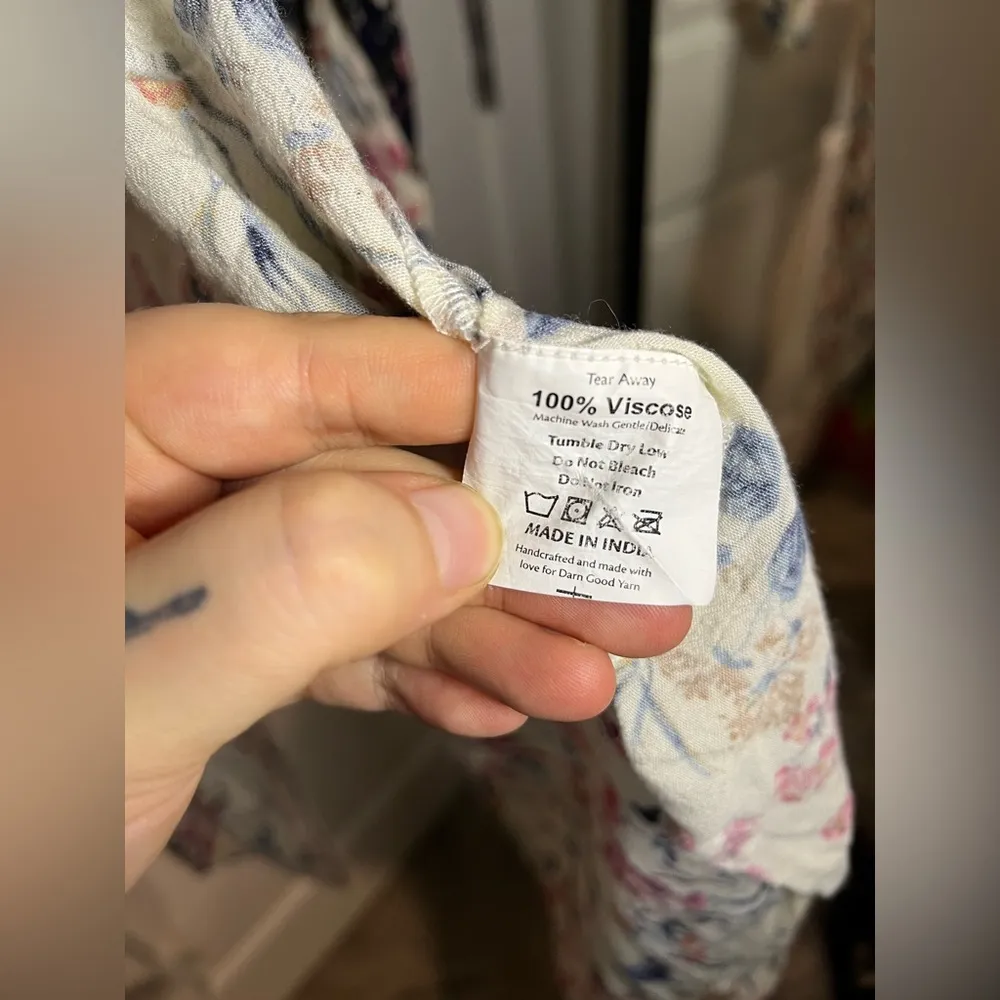 Tear Away
100% Viscose
Machine Wash Gentle/Delicate
Tumble Dry Low
Do Not Bleach
Do Not Iron
MADE IN INDIA
Handcrafted and made with
love for Darn Good Yarn